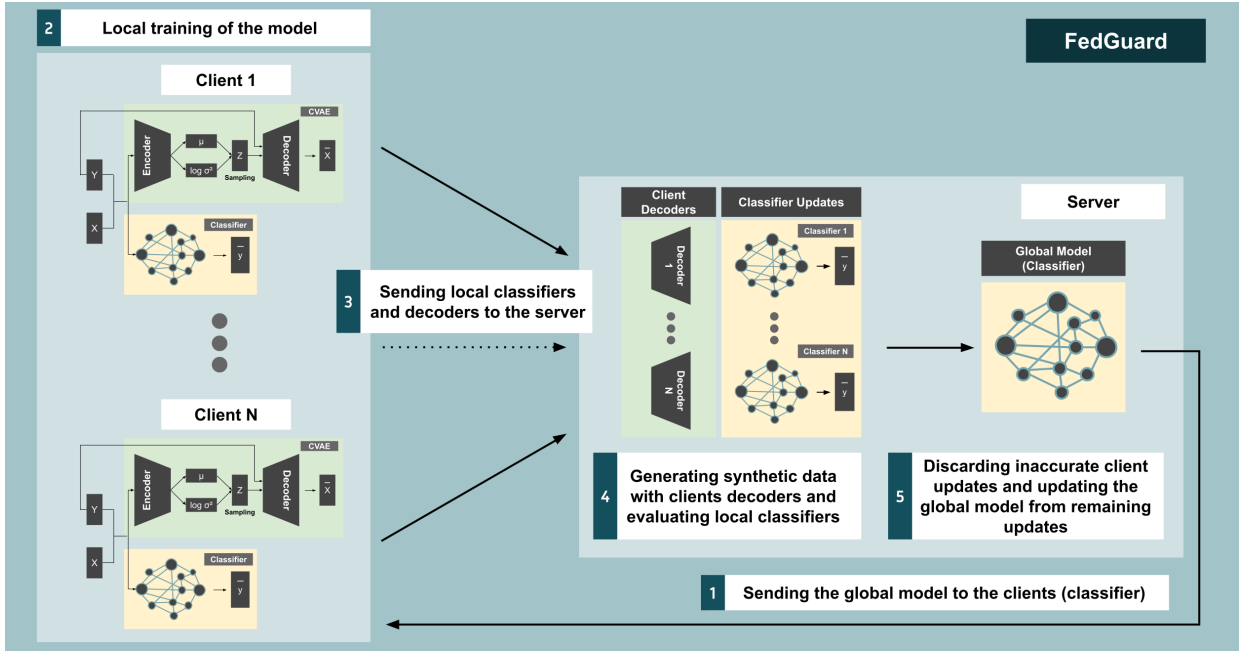 2 Local training of the model
FedGuard
Client 1
CVAE
Encoder
μ
log σ²
Z
Sampling
Decoder
X̅
Y
X
Classifier
y̅
3
Sending local classifiers
and decoders to the server
Client N
CVAE
Encoder
μ
log σ²
Z
Sampling
Decoder
X̅
Y
X
Classifier
y̅
Server
Client
Decoders
Classifier Updates
Decoder
1
Decoder
N
Classifier 1
y̅
Classifier N
y̅
Global Model
(Classifier)
4
Generating synthetic data
with clients decoders and
evaluating local classifiers
5
Discarding inaccurate client
updates and updating the
global model from remaining
updates
1 Sending the global model to the clients (classifier)